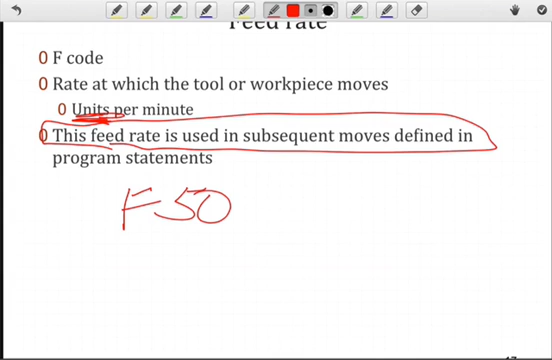 Feed rate
0 F code
0 Rate at which the tool or workpiece moves
0 Units per minute
0 This feed rate is used in subsequent moves defined in
program statements
F50